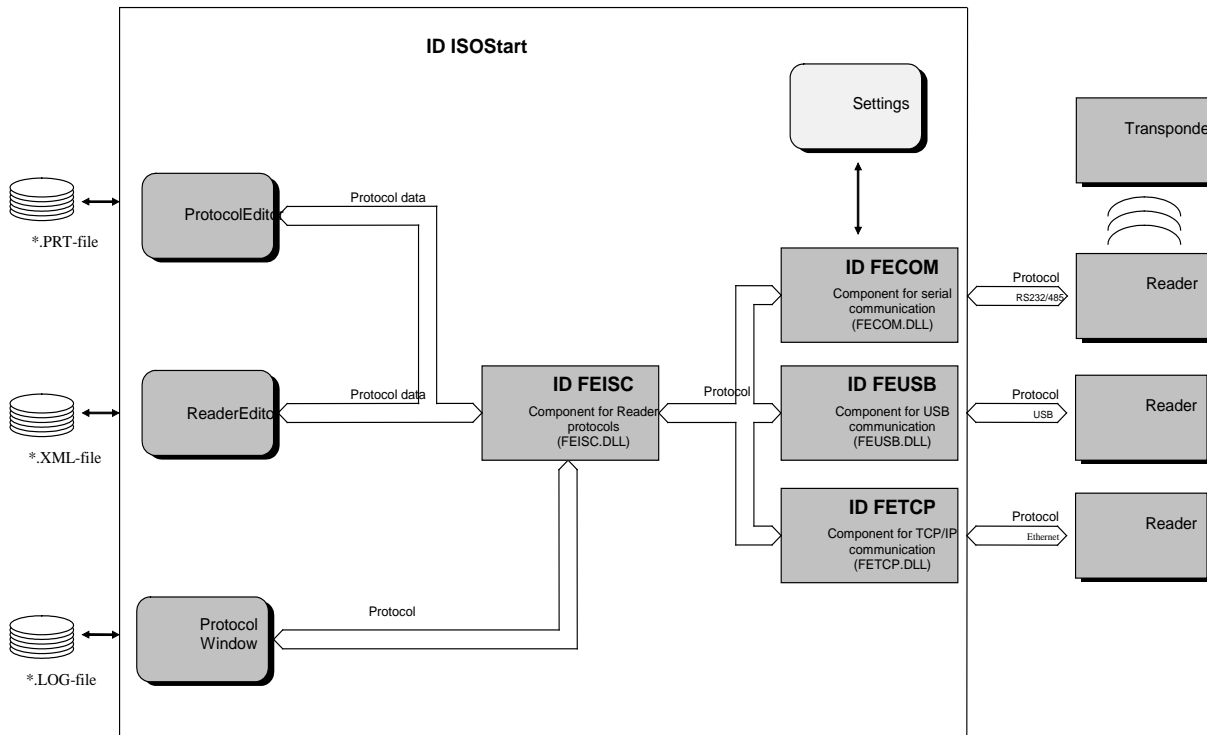 ID ISOStart
Settings
Transponde
ProtocolEdito
Protocol data
*.PRT-file
ID FECOM
Component for serial
communication
(FECOM.DLL)
Protocol
RS232/485
Reader
ReaderEdito
Protocol data
*.XML-file
ID FEISC
Component for Reader
protocols
(FEISC.DLL)
Protocol
ID FEUSB
Component for USB
communication
(FEUSB.DLL)
Protocol
USB
Reader
ID FETCP
Component for TCP/IP
communication
(FETCP.DLL)
Protocol
Ethernet
Reader
Protocol
Window
Protocol
*.LOG-file